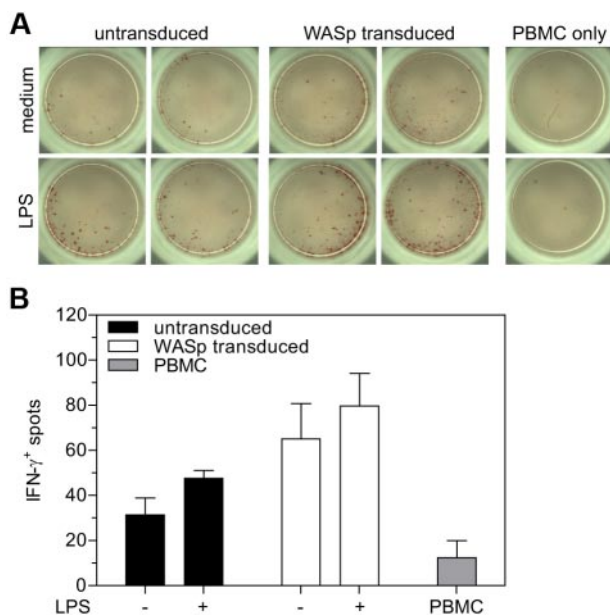 A
untransduced WASp transduced PBMC only
medium
LPS
B
120
100
80
60
40
20
0
IFN-γ+ spots
untransduced
WASp transduced
PBMC
LPS - + - + PBMC